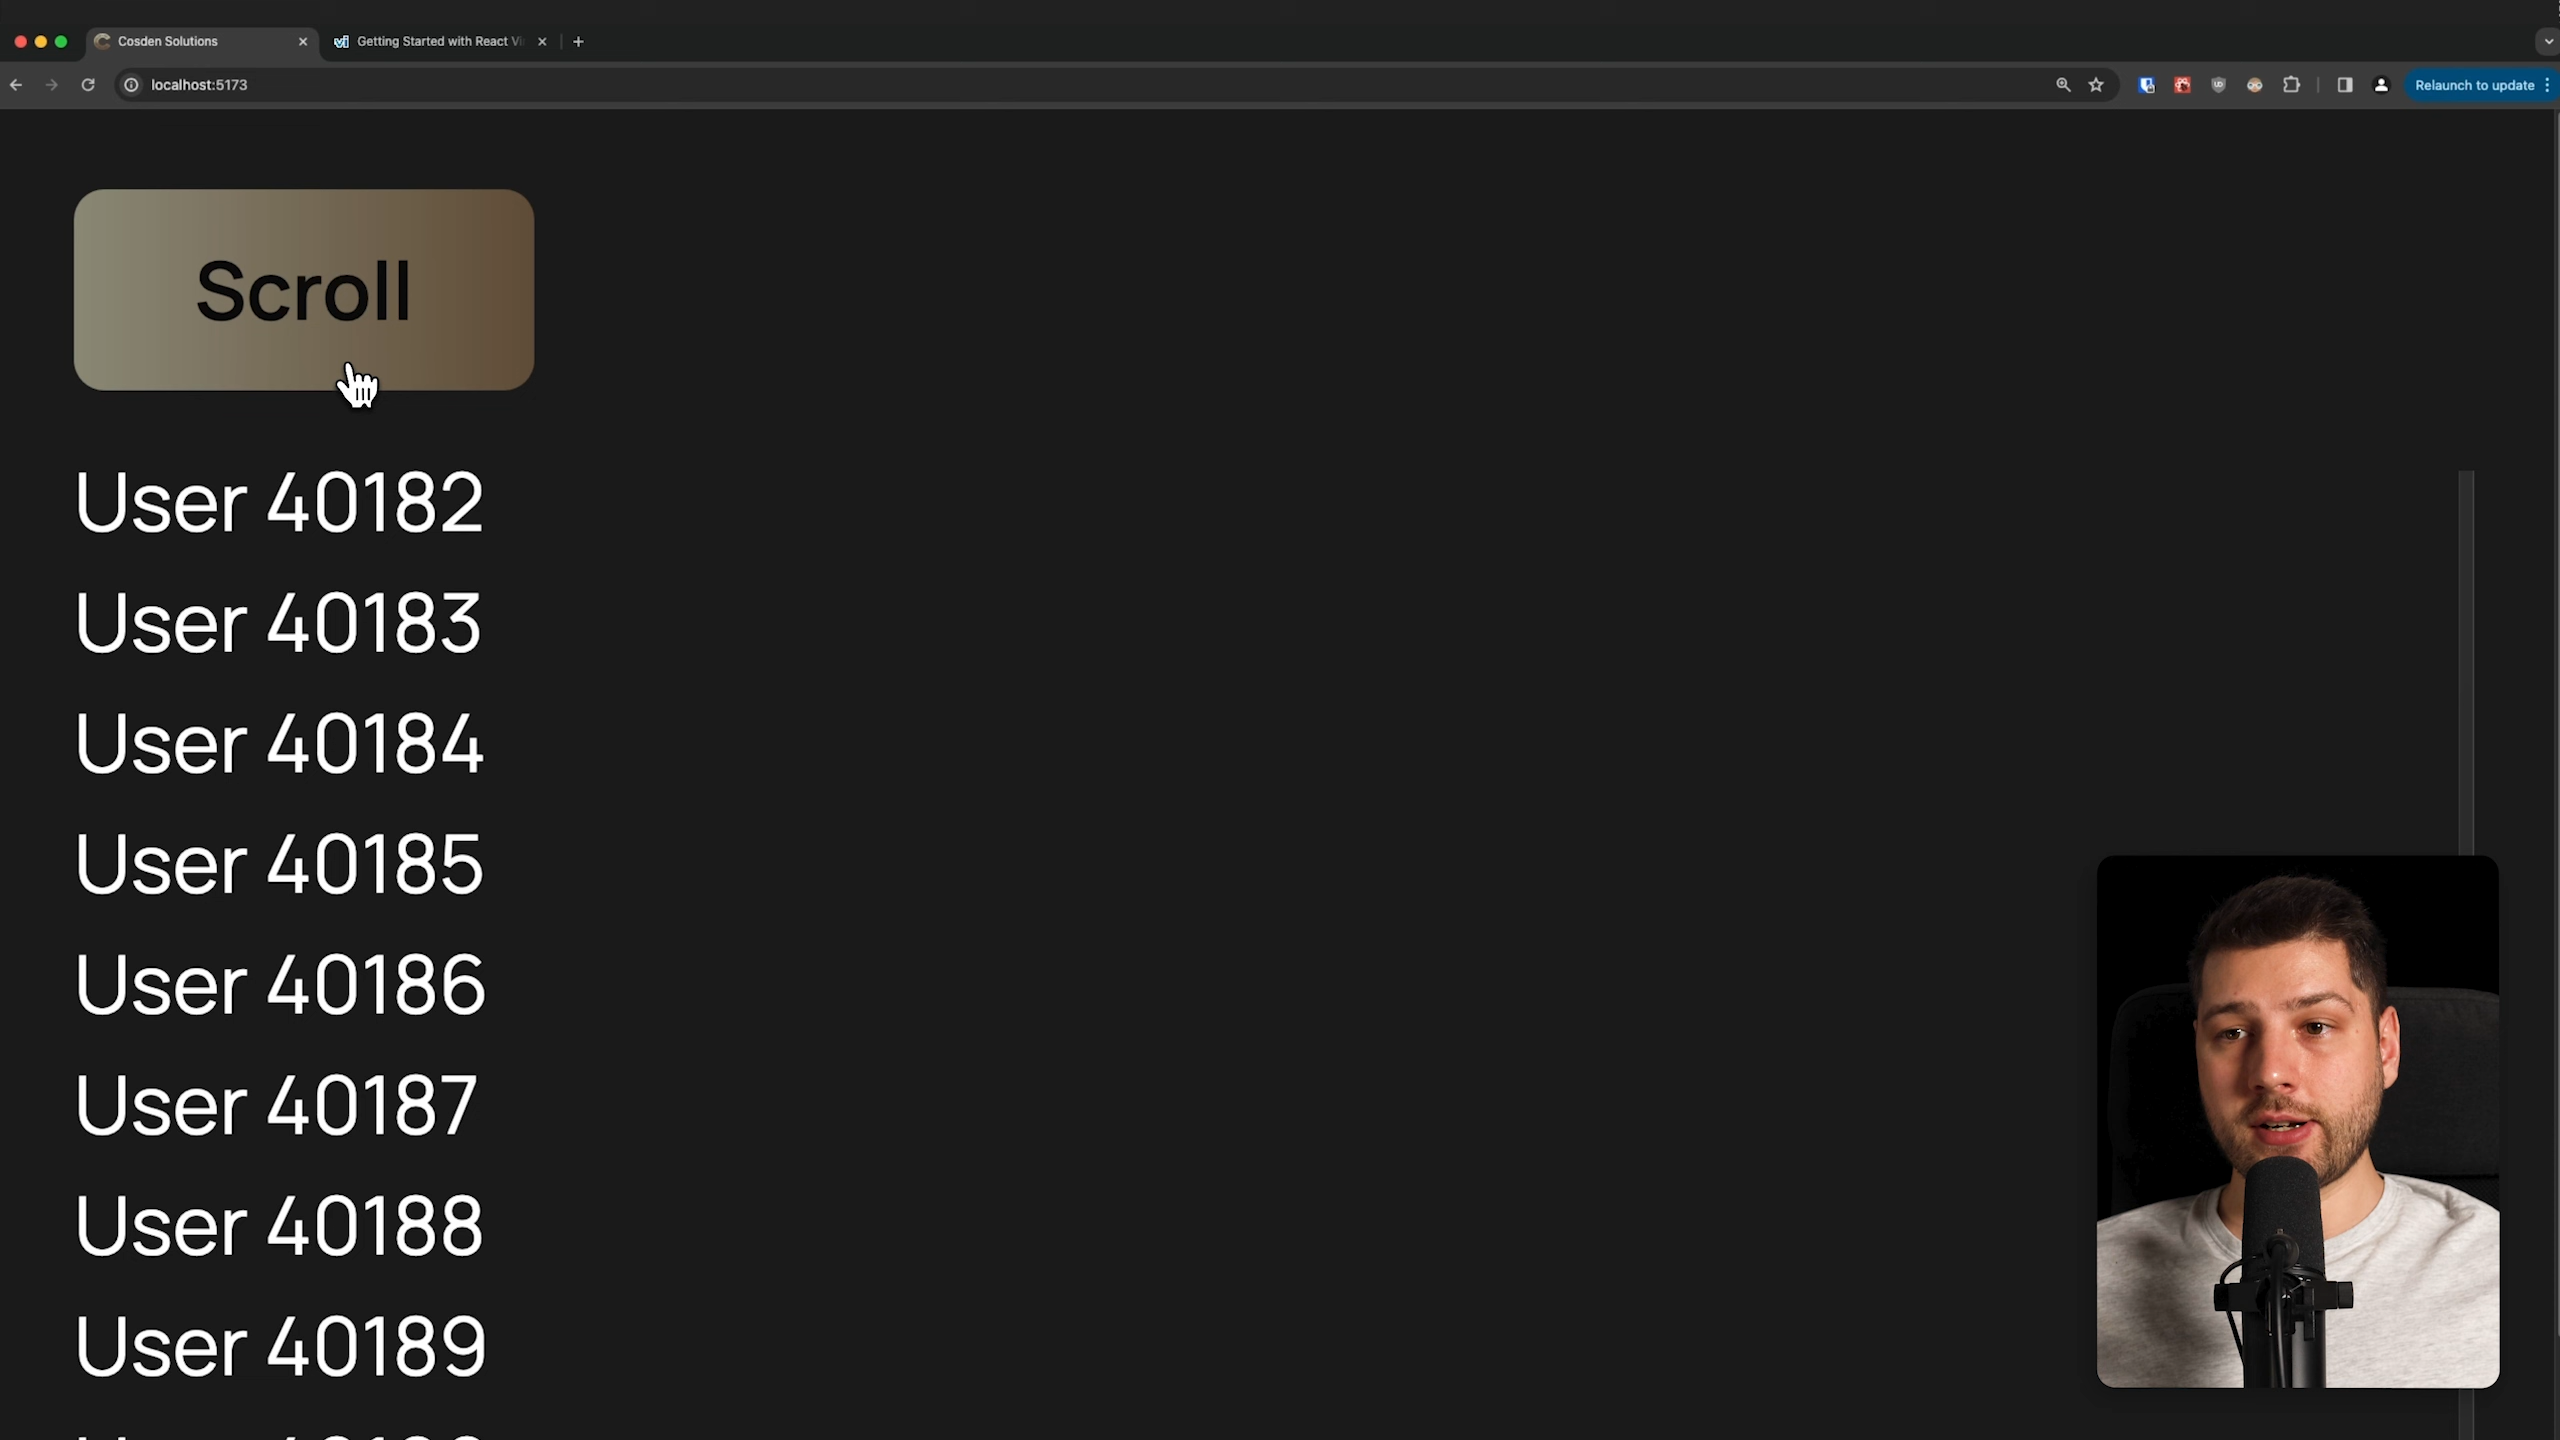 Cosden Solutions
Getting Started with React Vi
localhost:5173
Relaunch to update
Scroll
User 40182
User 40183
User 40184
User 40185
User 40186
User 40187
User 40188
User 40189